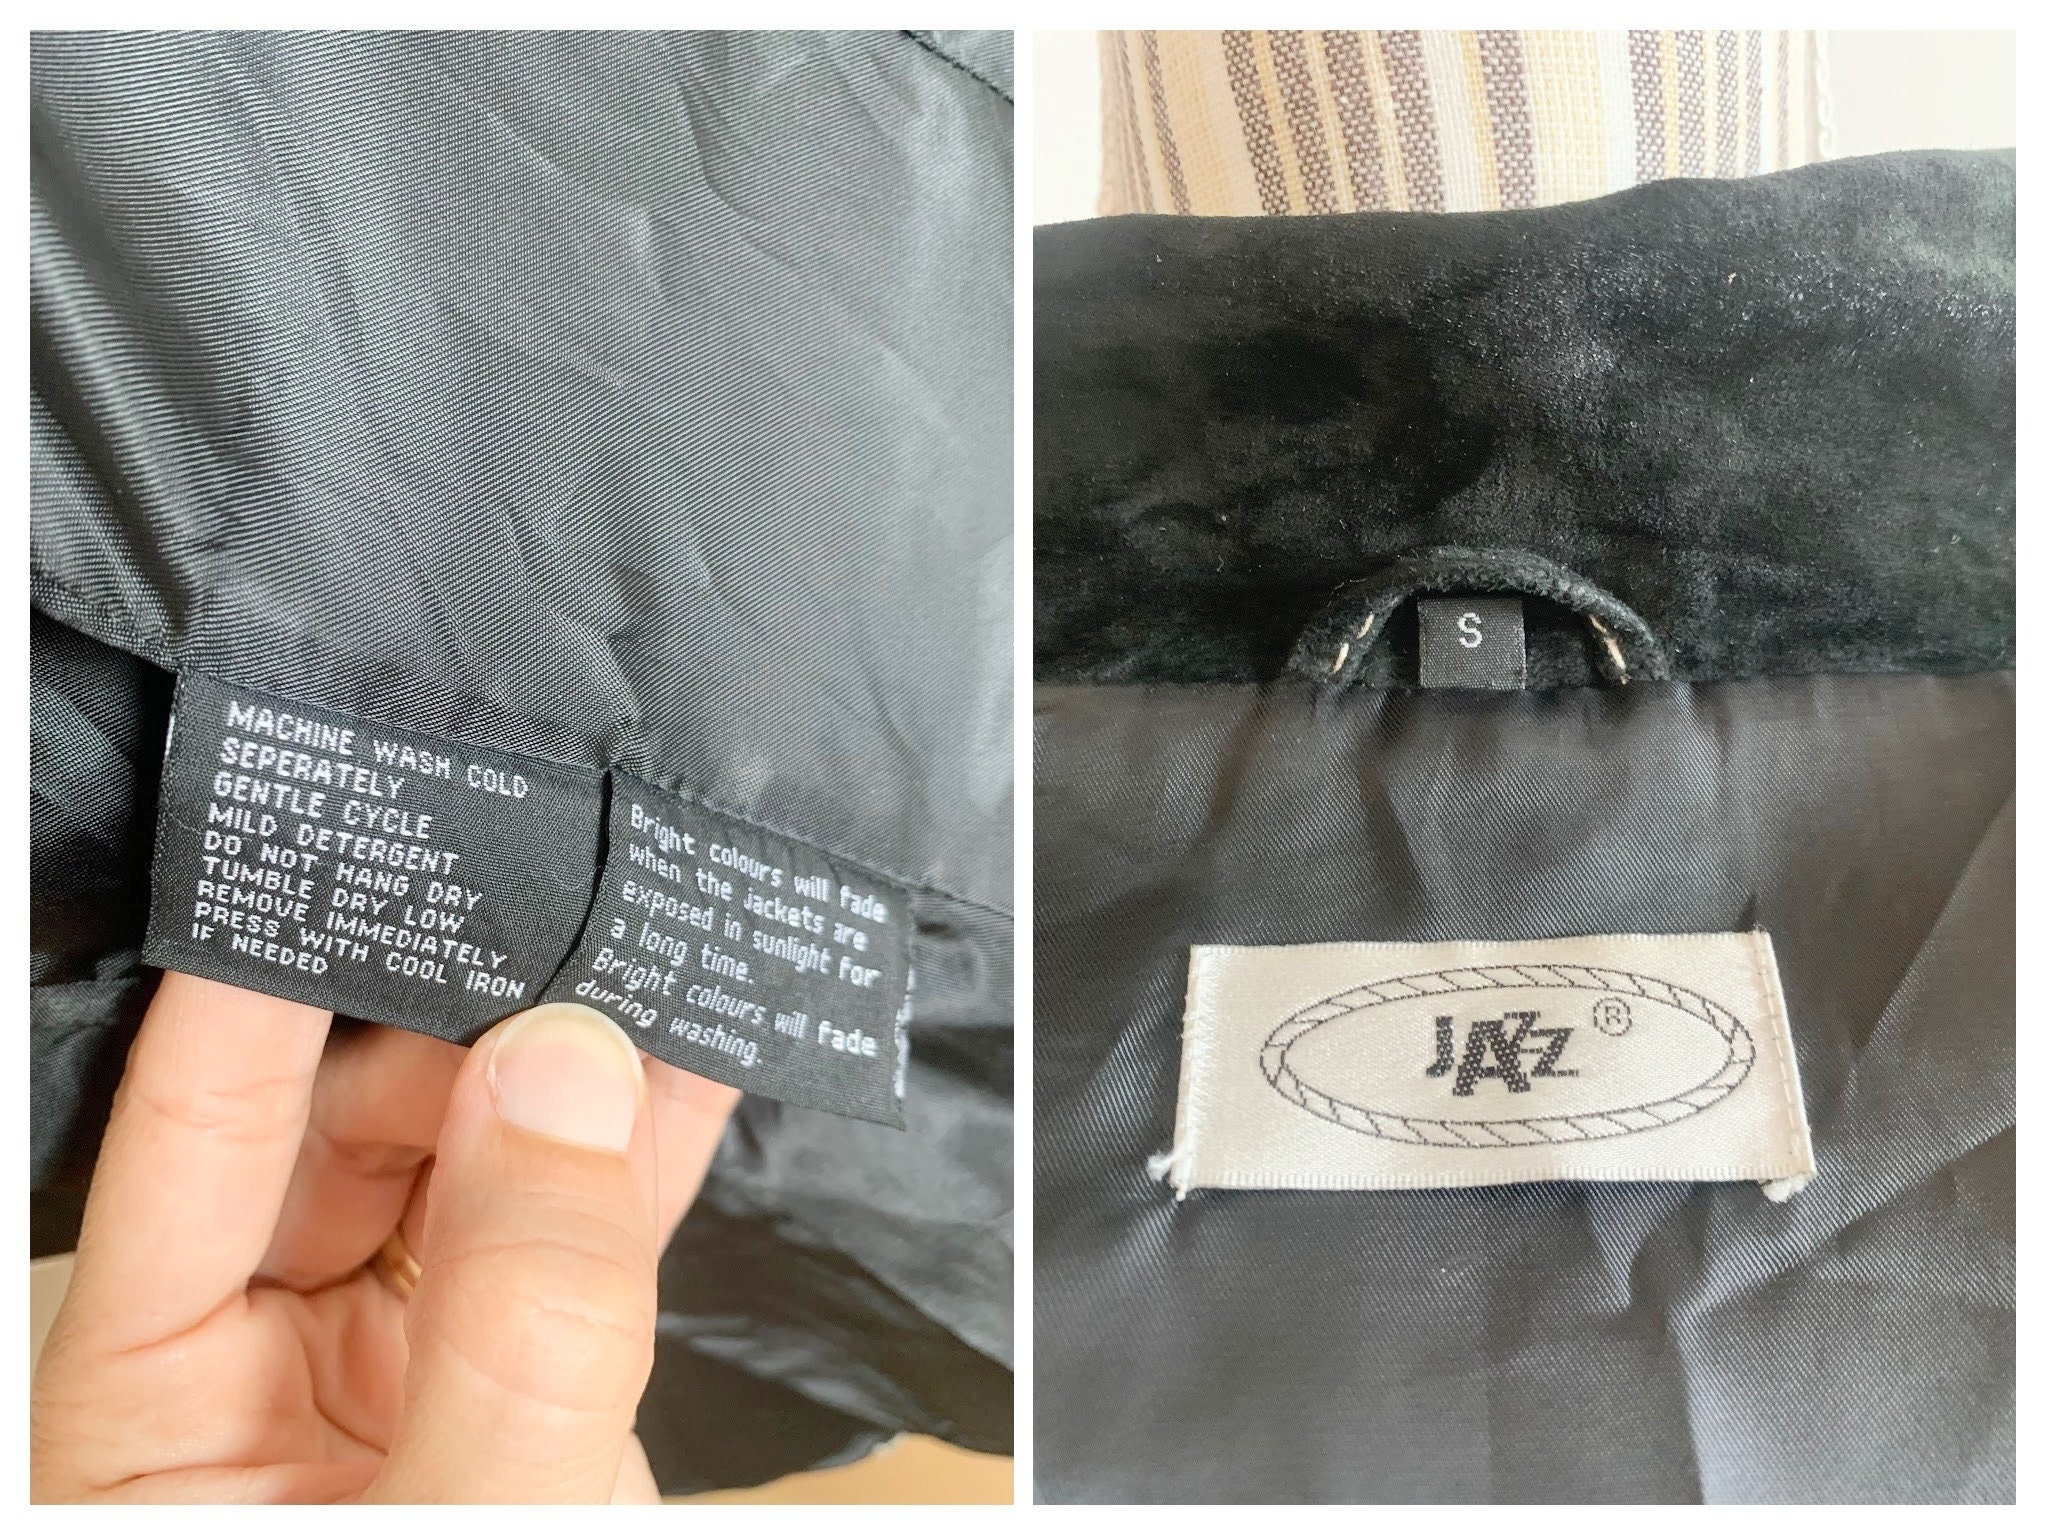 MACHINE WASH COLD
SEPERATELY
GENTLE CYCLE
MILD DETERGENT
DO NOT HANG DRY
TUMBLE DRY LOW
REMOVE IMMEDIATELY
PRESS WITH COOL IRON
IF NEEDED
Bright colours will fade
when the jackets are
exposed in sunlight for
a long time.
Bright colours will fade
during washing.
S
JAZZ ®